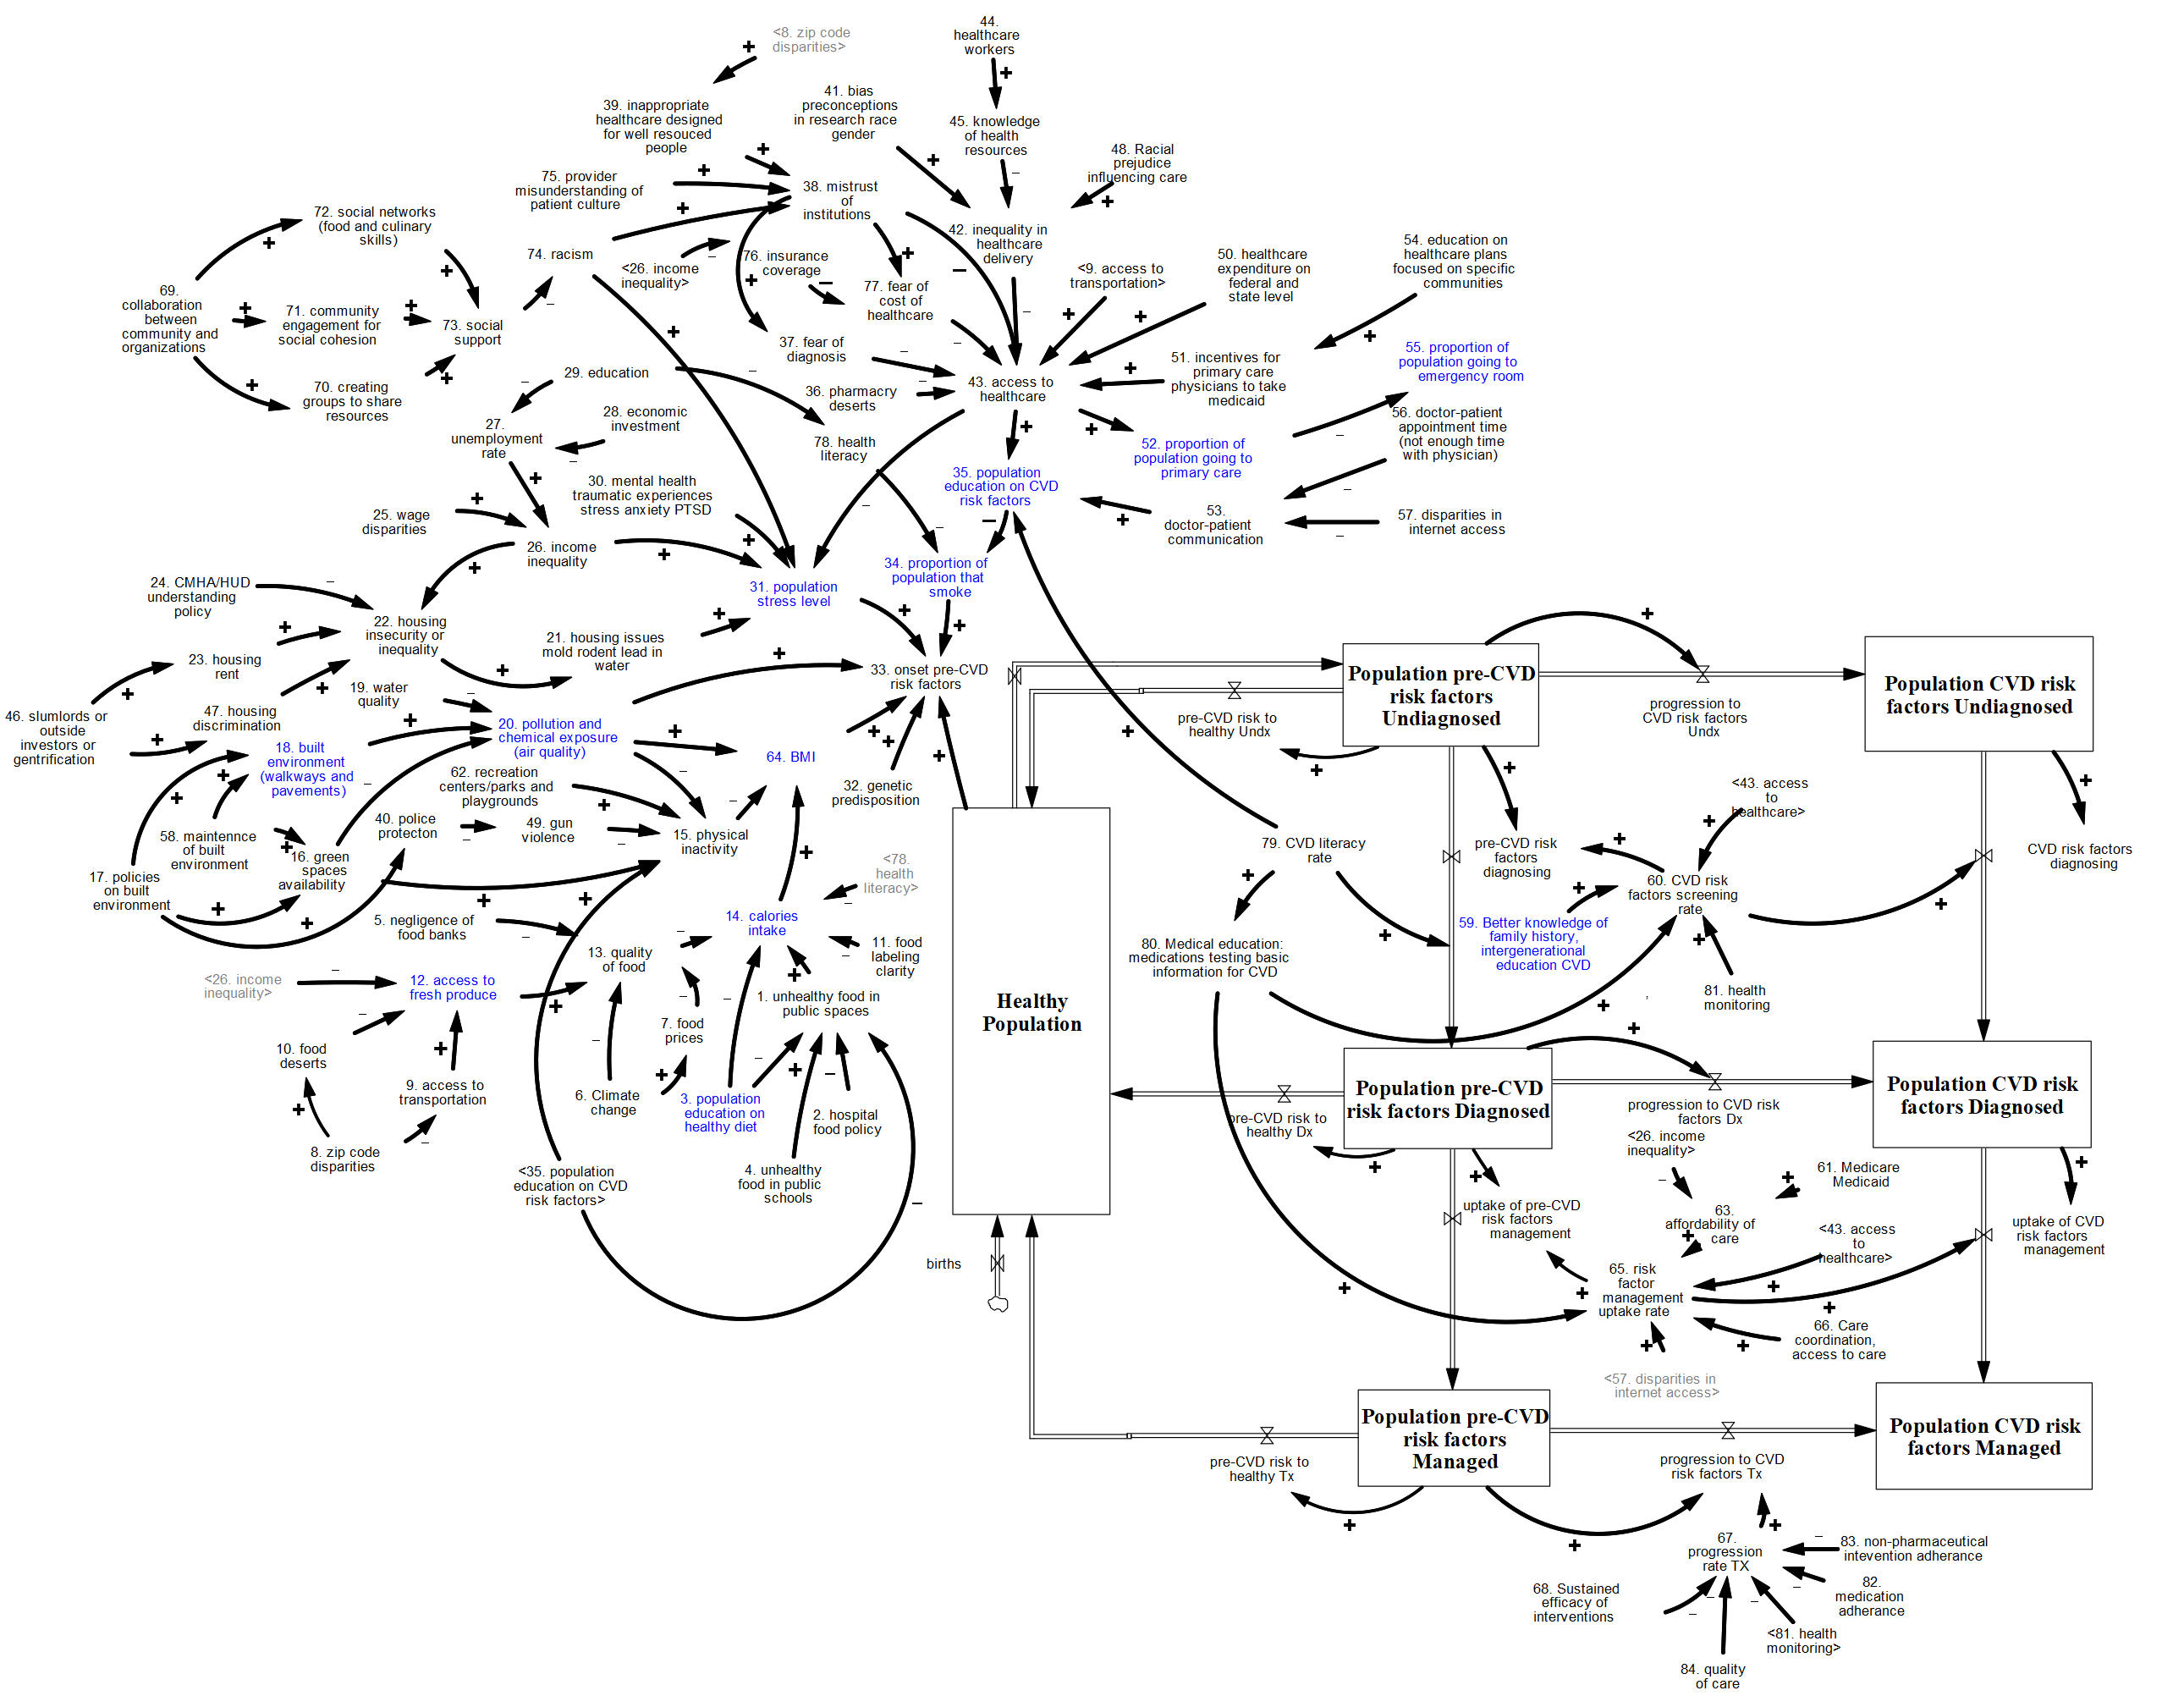 <8. zip code
disparities>
44.
healthcare
workers
39. inappropriate
healthcare designed
for well resouced
people
41. bias
preconceptions
in research race
gender
45. knowledge
of health
resources
48. Racial
prejudice
influencing care
75. provider
misunderstanding of
patient culture
38. mistrust
of
institutions
72. social networks
(food and culinary
skills)
74. racism
<26. income
inequality>
76. insurance
coverage
42. inequality in
healthcare
delivery
<9. access to
transportation>
50. healthcare
expenditure on
federal and
state level
54. education on
healthcare plans
focused on specific
communities
69.
collaboration
between
community and
organizations
71. community
engagement for
social cohesion
73. social
support
77. fear of
cost of
healthcare
37. fear of
diagnosis
70. creating
groups to share
resources
29. education
36. pharmacry
deserts
43. access to
healthcare
51. incentives for
primary care
physicians to take
medicaid
55. proportion of
population going to
emergency room
27.
unemployment
rate
28. economic
investment
78. health
literacy
52. proportion of
population going to
primary care
56. doctor-patient
appointment time
(not enough time
with physician)
30. mental health
traumatic experiences
stress anxiety PTSD
35. population
education on CVD
risk factors
25. wage
disparities
26. income
inequality
53.
doctor-patient
communication
57. disparities in
internet access
24. CMHA/HUD
understanding
policy
31. population
stress level
34. proportion of
population that
smoke
22. housing
insecurity or
inequality
21. housing issues
mold rodent lead in
water
23. housing
rent
19. water
quality
33. onset pre-CVD
risk factors
46. slumlords or
outside
investors or
gentrification
47. housing
discrimination
18. built
environment
(walkways and
pavements)
20. pollution and
chemical exposure
(air quality)
64. BMI
32. genetic
predisposition
62. recreation
centers/parks and
playgrounds
Population pre-CVD
risk factors
Undiagnosed
Population CVD risk
factors Undiagnosed
pre-CVD risk to
healthy Undx
progression to
CVD risk factors
Undx
58. maintennce
of built
environment
40. police
protecton
49. gun
violence
15. physical
inactivity
16. green
spaces
availability
17. policies
on built
environment
<78.
health
literacy>
79. CVD literacy
rate
pre-CVD risk
factors
diagnosing
<43. access
to
healthcare>
CVD risk factors
diagnosing
60. CVD risk
factors screening
rate
5. negligence of
food banks
14. calories
intake
11. food
labeling
clarity
59. Better knowledge of
family history,
intergenerational
education CVD
80. Medical education:
medications testing basic
information for CVD
13. quality
of food
<26. income
inequality>
12. access to
fresh produce
1. unhealthy food in
public spaces
81. health
monitoring
Healthy
Population
7. food
prices
10. food
deserts
9. access to
transportation
6. Climate
change
3. population
education on
healthy diet
2. hospital
food policy
8. zip code
disparities
4. unhealthy
food in public
schools
<35. population
education on CVD
risk factors>
Population pre-CVD
risk factors Diagnosed
Population CVD risk
factors Diagnosed
pre-CVD risk to
healthy Dx
progression to CVD risk
factors Dx
<26. income
inequality>
61. Medicare
Medicaid
uptake of pre-CVD
risk factors
management
63.
affordability of
care
<43. access
to
healthcare>
uptake of CVD
risk factors
management
births
65. risk
factor
management
uptake rate
66. Care
coordination,
access to care
<57. disparities in
internet access>
Population pre-CVD
risk factors
Managed
Population CVD risk
factors Managed
pre-CVD risk to
healthy Tx
progression to CVD
risk factors Tx
67.
progression
rate TX
83. non-pharmaceutical
intevention adherance
82.
medication
adherance
68. Sustained
efficacy of
interventions
<81. health
monitoring>
84. quality
of care